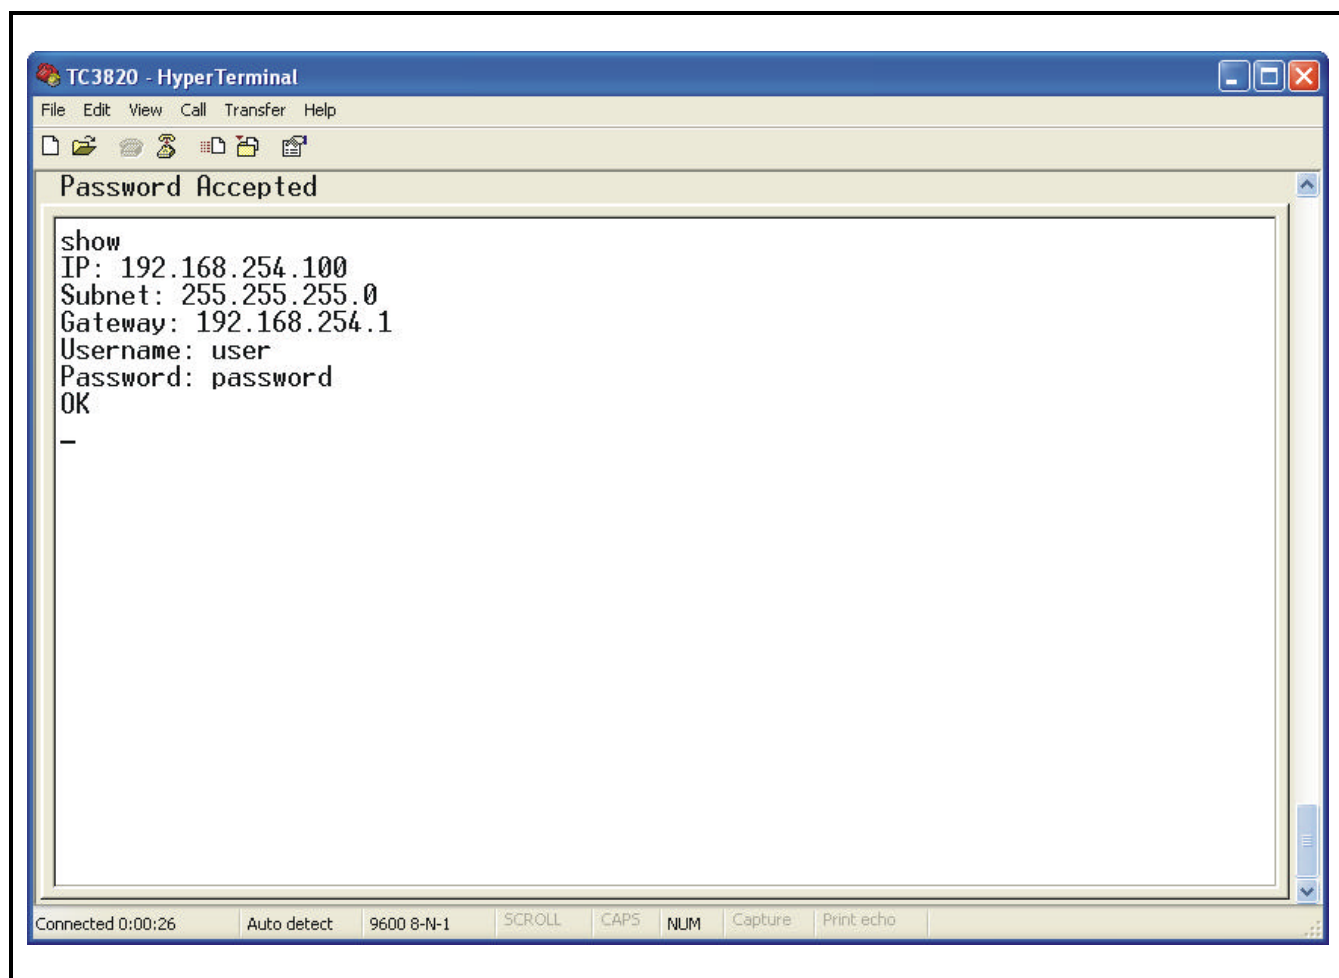 TC3820 - HyperTerminal
File Edit View Call Transfer Help
Password Accepted
show
IP: 192.168.254.100
Subnet: 255.255.255.0
Gateway: 192.168.254.1
Username: user
Password: password
OK
_
Connected 0:00:26 Auto detect 9600 8-N-1 SCROLL CAPS NUM Capture Print echo